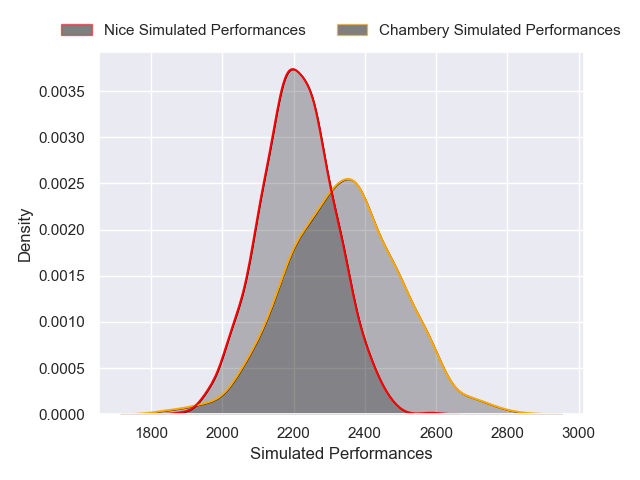 Nice Simulated Performances Chambery Simulated Performances
0.0035
0.0030
0.0025
0.0020
0.0015
0.0010
0.0005
0.0000
Density
1800 2000 2200 2400 2600 2800 3000
Simulated Performances